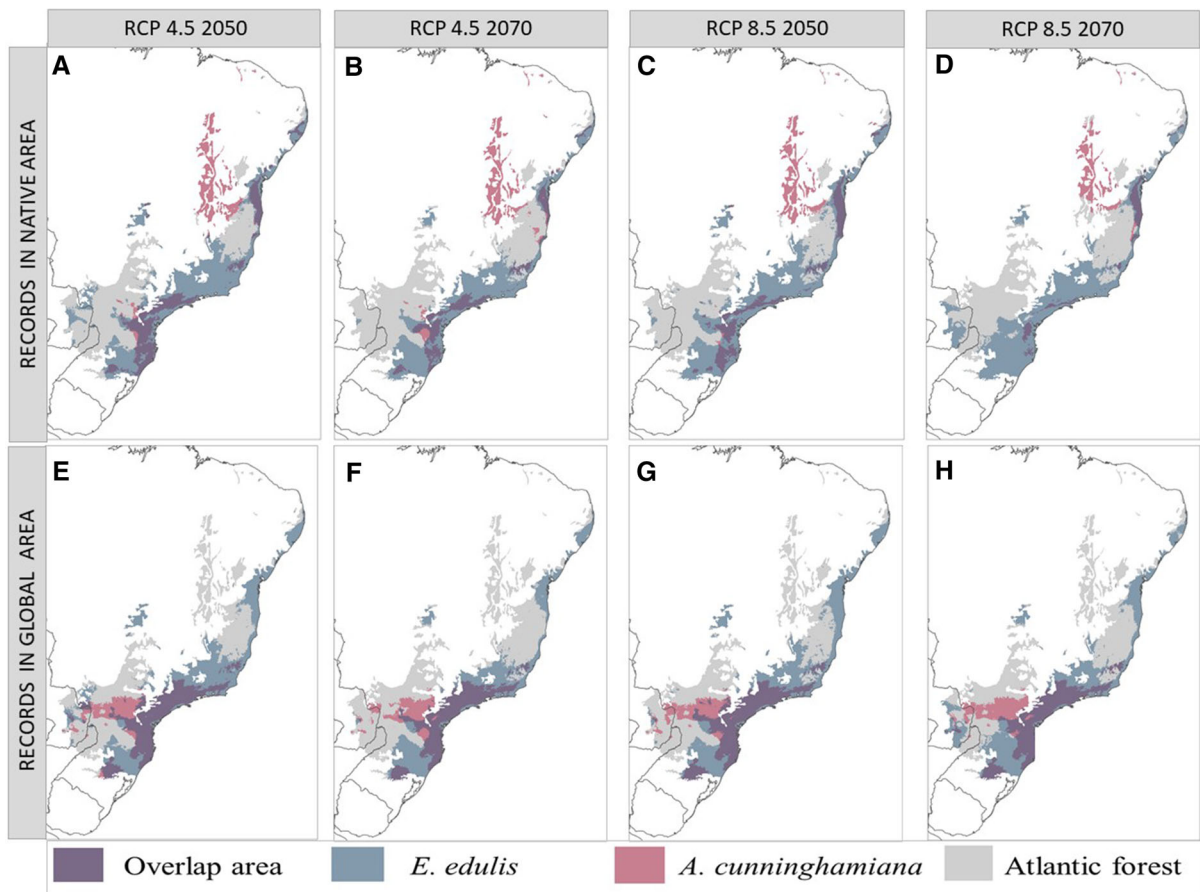 RCP 4.5 2050
RCP 4.5 2070
RCP 8.5 2050
RCP 8.5 2070
RECORDS IN NATIVE AREA
A
B
C
D
RECORDS IN GLOBAL AREA
E
F
G
H
Overlap area
E. edulis
A. cunninghamiana
Atlantic forest